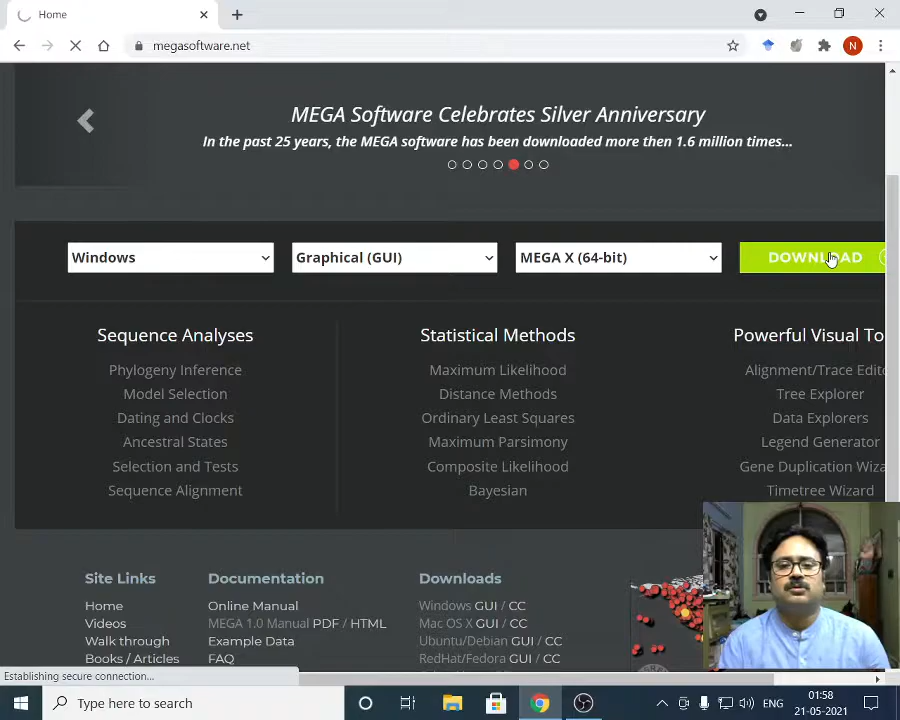 Home
megasoftware.net
N
MEGA Software Celebrates Silver Anniversary
In the past 25 years, the MEGA software has been downloaded more then 1.6 million times...
Windows
Graphical (GUI)
MEGA X (64-bit)
DOWNLOAD
Sequence Analyses
Phylogeny Inference
Model Selection
Dating and Clocks
Ancestral States
Selection and Tests
Sequence Alignment
Statistical Methods
Maximum Likelihood
Distance Methods
Ordinary Least Squares
Maximum Parsimony
Composite Likelihood
Bayesian
Powerful Visual To
Alignment/Trace Edito
Tree Explorer
Data Explorers
Legend Generator
Gene Duplication Wiza
Timetree Wizard
Site Links
Home
Videos
Walk through
Books / Articles
Documentation
Online Manual
MEGA 1.0 Manual PDF / HTML
Example Data
FAQ
Downloads
Windows GUI / CC
Mac OS X GUI / CC
Ubuntu/Debian GUI / CC
RedHat/Fedora GUI / CC
Establishing secure connection...
Type here to search
ENG
01:58
21-05-2021